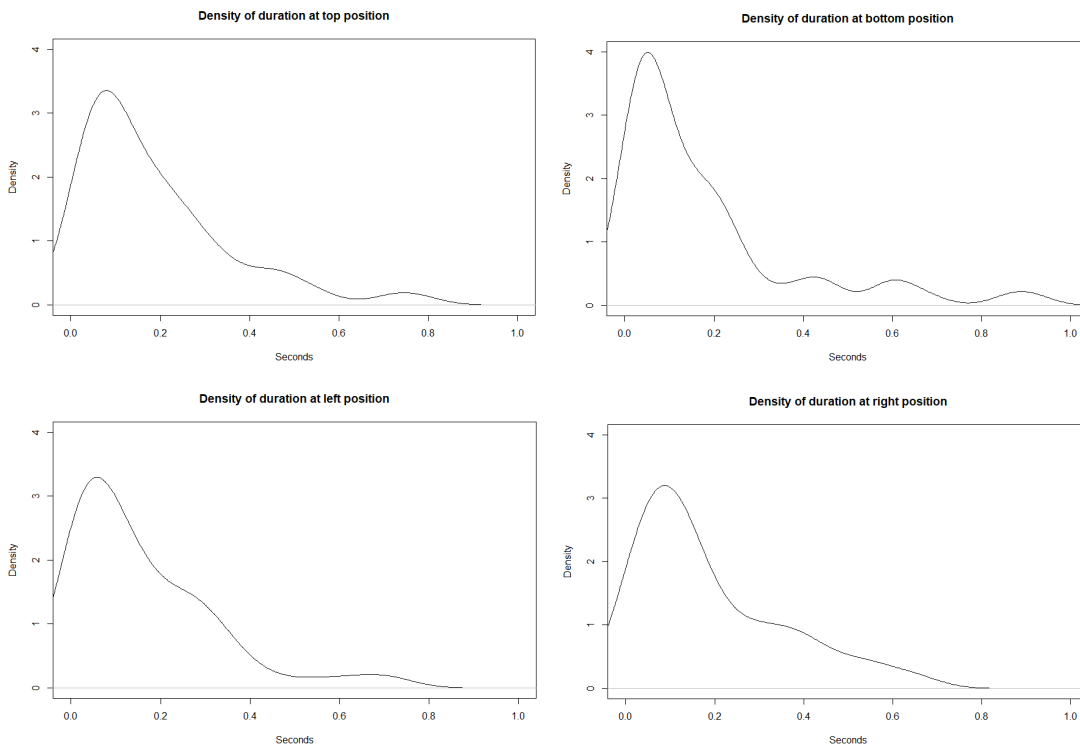 Density of duration at top position
4
3
2
1
0
Density
0.0 0.2 0.4 0.6 0.8 1.0
Seconds
Density of duration at bottom position
4
3
2
1
0
Density
0.0 0.2 0.4 0.6 0.8 1.0
Seconds
Density of duration at left position
4
3
2
1
0
Density
0.0 0.2 0.4 0.6 0.8 1.0
Seconds
Density of duration at right position
4
3
2
1
0
Density
0.0 0.2 0.4 0.6 0.8 1.0
Seconds